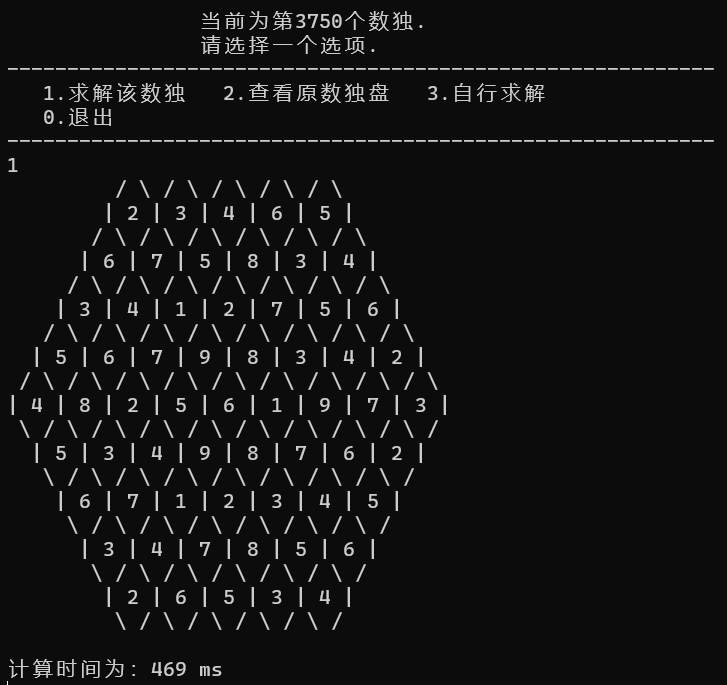 当前为第3750个数独.
请选择一个选项.
------------------------------------------------------------
1.求解该数独 2.查看原数独盘 3.自行求解
0.退出
------------------------------------------------------------
1
/ \ / \ / \ / \ / \
| 2 | 3 | 4 | 6 | 5 |
/ \ / \ / \ / \ / \ / \
| 6 | 7 | 5 | 8 | 3 | 4 |
/ \ / \ / \ / \ / \ / \ / \
| 3 | 4 | 1 | 2 | 7 | 5 | 6 |
/ \ / \ / \ / \ / \ / \ / \ / \
| 5 | 6 | 7 | 9 | 8 | 3 | 4 | 2 |
/ \ / \ / \ / \ / \ / \ / \ / \ / \
| 4 | 8 | 2 | 5 | 6 | 1 | 9 | 7 | 3 |
\ / \ / \ / \ / \ / \ / \ / \ / \ /
| 5 | 3 | 4 | 9 | 8 | 7 | 6 | 2 |
\ / \ / \ / \ / \ / \ / \ / \ /
| 6 | 7 | 1 | 2 | 3 | 4 | 5 |
\ / \ / \ / \ / \ / \ / \ /
| 3 | 4 | 7 | 8 | 5 | 6 |
\ / \ / \ / \ / \ / \ /
| 2 | 6 | 5 | 3 | 4 |
\ / \ / \ / \ / \ /
计算时间为: 469 ms